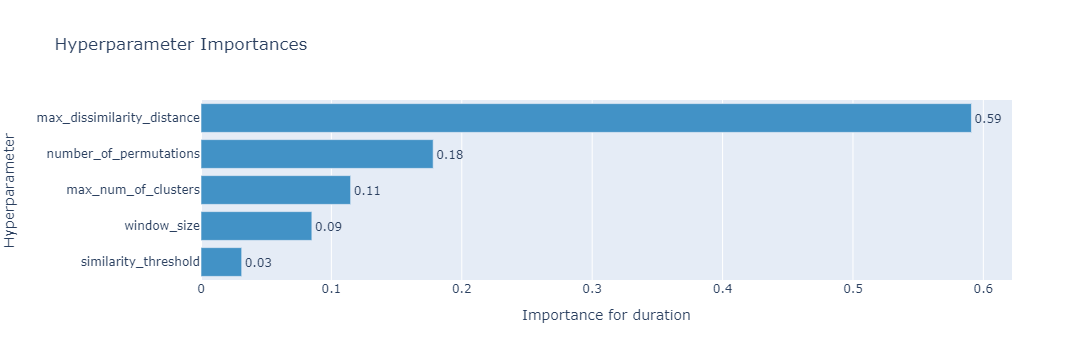 Hyperparameter Importances
Hyperparameter
max_dissimilarity_distance
0.59
number_of_permutations
0.18
max_num_of_clusters
0.11
window_size
0.09
similarity_threshold
0.03
0 0.1 0.2 0.3 0.4 0.5 0.6
Importance for duration